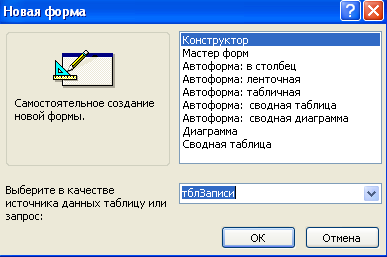 Новая форма
Самостоятельное создание
новой формы.
Конструктор
Мастер форм
Автоформа: в столбец
Автоформа: ленточная
Автоформа: табличная
Автоформа: сводная таблица
Автоформа: сводная диаграмма
Диаграмма
Сводная таблица
Выберите в качестве
источника данных таблицу или
запрос:
тблЗаписи
ОК
Отмена